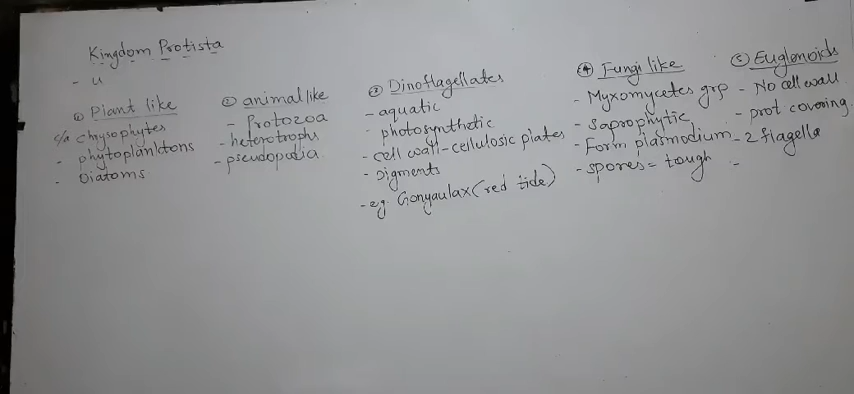 Kingdom Protista
- u
① Plant like
c/a chrysophytes
- phytoplanktons
- Diatoms
② animal like
- Protozoa
- heterotrophs
- pseudopodia
③ Dinoflagellates
- aquatic
- photosynthetic
- cell wall - cellulosic plates
- pigments
- eg. Gonyaulax (red tide)
④ Fungi like
- Myxomycetes grp
- Saprophytic
- Form plasmodium
- spores = tough
⑤ Euglenoids
- No cell wall
- prot covering
- 2 flagella
-